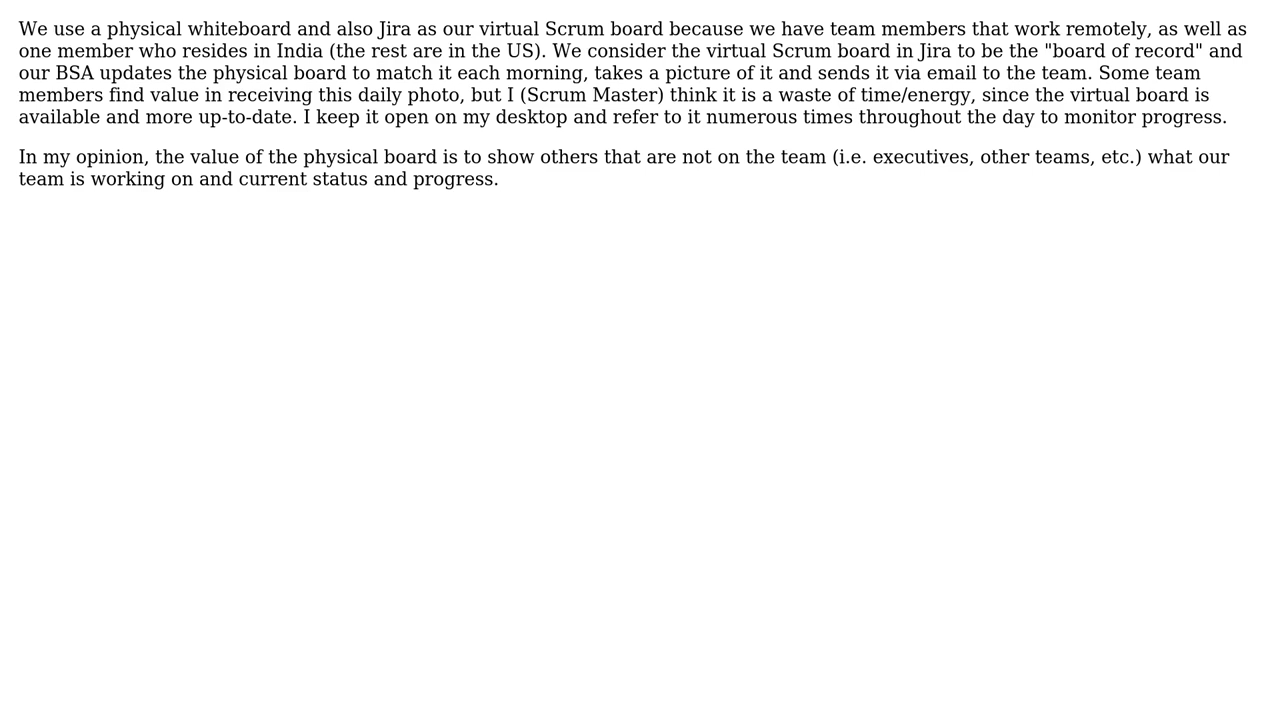 We use a physical whiteboard and also Jira as our virtual Scrum board because we have team members that work remotely, as well as
one member who resides in India (the rest are in the US). We consider the virtual Scrum board in Jira to be the "board of record" and
our BSA updates the physical board to match it each morning, takes a picture of it and sends it via email to the team. Some team
members find value in receiving this daily photo, but I (Scrum Master) think it is a waste of time/energy, since the virtual board is
available and more up-to-date. I keep it open on my desktop and refer to it numerous times throughout the day to monitor progress.
In my opinion, the value of the physical board is to show others that are not on the team (i.e. executives, other teams, etc.) what our
team is working on and current status and progress.